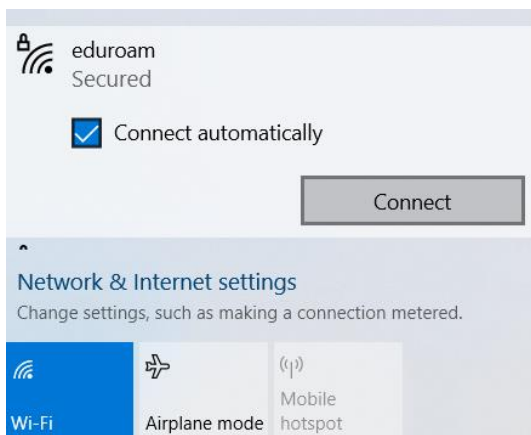 eduroam
Secured
Connect automatically
Connect
Network & Internet settings
Change settings, such as making a connection metered.
Wi-Fi
Airplane mode
Mobile
hotspot